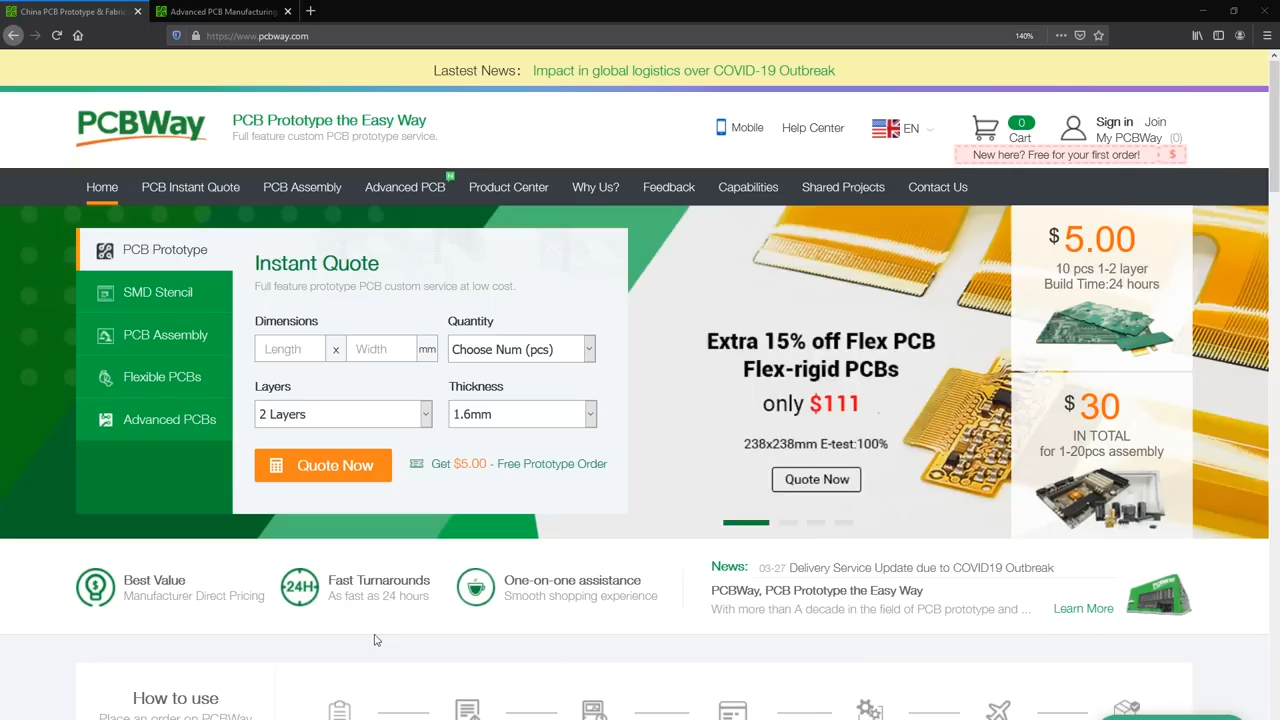 China PCB Prototype & Fabric
Advanced PCB Manufacturing,
https://www.pcbway.com
140%
Lastest News: Impact in global logistics over COVID-19 Outbreak
PCBWay
PCB Prototype the Easy Way
Full feature custom PCB prototype service.
Mobile
Help Center
EN
0
Cart
Sign in
Join
My PCBWay (0)
New here? Free for your first order!
$
Home
PCB Instant Quote
PCB Assembly
Advanced PCB
N
Product Center
Why Us?
Feedback
Capabilities
Shared Projects
Contact Us
PCB Prototype
SMD Stencil
PCB Assembly
Flexible PCBs
Advanced PCBs
Instant Quote
Full feature prototype PCB custom service at low cost.
Dimensions
Quantity
Length x Width mm
Choose Num (pcs)
Layers
Thickness
2 Layers
1.6mm
Quote Now
Get $5.00 - Free Prototype Order
Extra 15% off Flex PCB
Flex-rigid PCBs
only $111
238x238mm E-test:100%
Quote Now
$ 5.00
10 pcs 1-2 layer
Build Time:24 hours
$ 30
IN TOTAL
for 1-20pcs assembly
Best Value
Manufacturer Direct Pricing
24H
Fast Turnarounds
As fast as 24 hours
One-on-one assistance
Smooth shopping experience
News: 03-27 Delivery Service Update due to COVID19 Outbreak
PCBWay, PCB Prototype the Easy Way
With more than A decade in the field of PCB prototype and ...
Learn More
How to use
Place an order on PCBWay